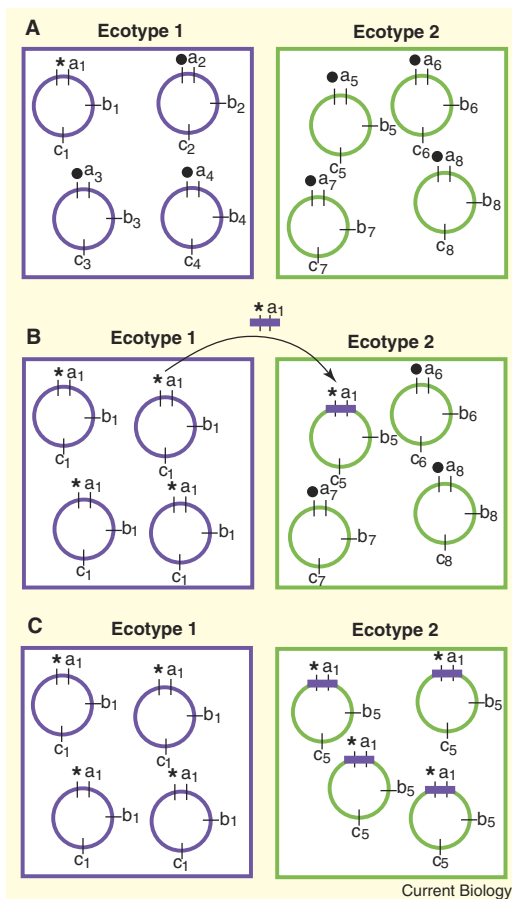 A
Ecotype 1
Ecotype 2
* a1
● a2
● a5
● a6
b1
b2
b5
b6
c1
c2
c5
c6
● a3
● a4
● a7
● a8
b3
b4
b7
b8
c3
c4
c7
c8
* a1
B
Ecotype 1
Ecotype 2
* a1
* a1
* a1
● a6
b1
b1
b5
b6
c1
c1
c5
c6
* a1
* a1
● a7
● a8
b1
b1
b7
b8
c1
c1
c7
c8
C
Ecotype 1
Ecotype 2
* a1
* a1
* a1
* a1
b1
b1
b5
b5
c1
c1
c5
c5
* a1
* a1
* a1
* a1
b1
b1
b5
b5
c1
c1
c5
c5
Current Biology